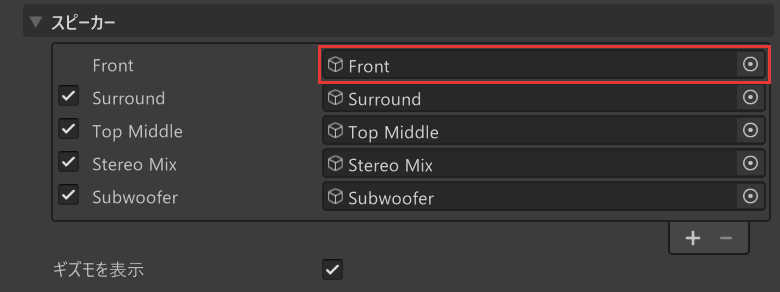 スピーカー
Front Front
Surround Surround
Top Middle Top Middle
Stereo Mix Stereo Mix
Subwoofer Subwoofer
ギズモを表示